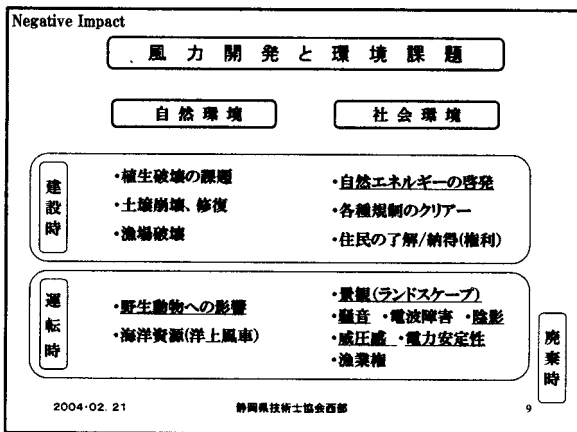 Negative Impact
風力開発と環境課題
自然環境
社会環境
建設時
・植生破壊の課題
・土壌崩壊、修復
・漁場破壊
・自然エネルギーの啓発
・各種規制のクリアー
・住民の了解/納得(権利)
運転時
・野生動物への影響
・海洋資源(洋上風車)
・景観(ランドスケープ)
・騒音 ・電波障害 ・陰影
・威圧感 ・電力安定性
・漁業権
廃棄時
2004・02. 21
静岡県技術士協会西部
9